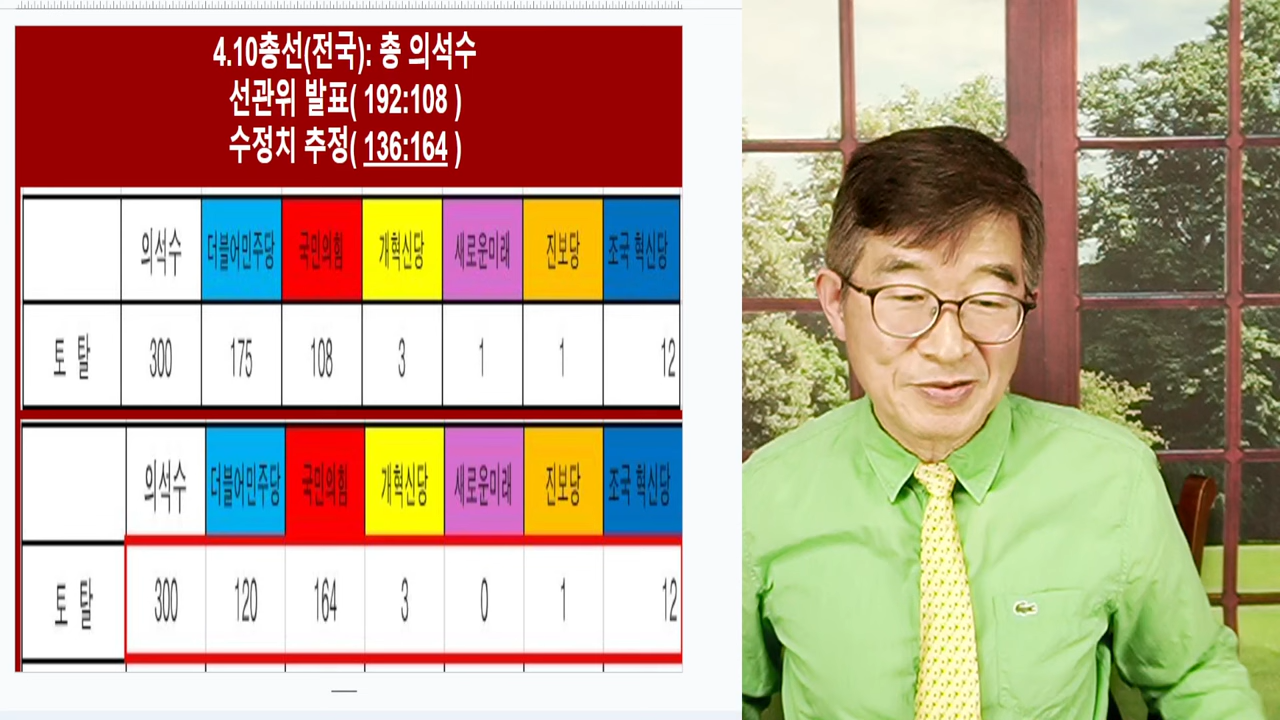 4.10총선(전국): 총 의석수
선관위 발표( 192:108 )
수정치 추정( 136:164 )
의석수 더불어민주당 국민의힘 개혁신당 새로운미래 진보당 조국 혁신당
토 탈 300 175 108 3 1 1 12
의석수 더불어민주당 국민의힘 개혁신당 새로운미래 진보당 조국 혁신당
토 탈 300 120 164 3 0 1 12